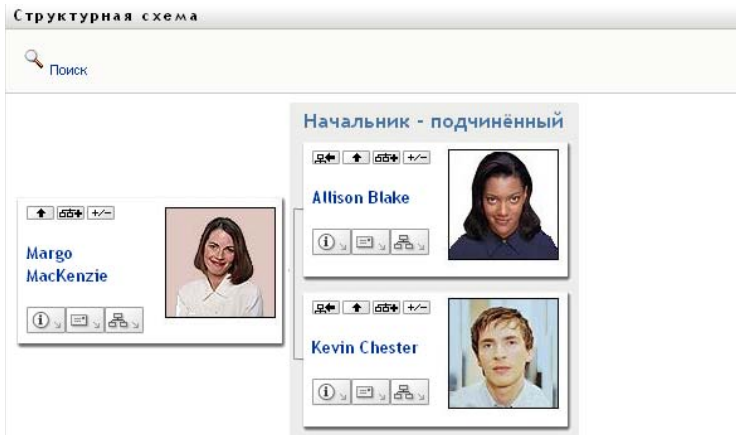 Структурная схема
Поиск
Начальник - подчинённый
Margo
MacKenzie
+/−
Allison Blake
+/−
Kevin Chester
+/−